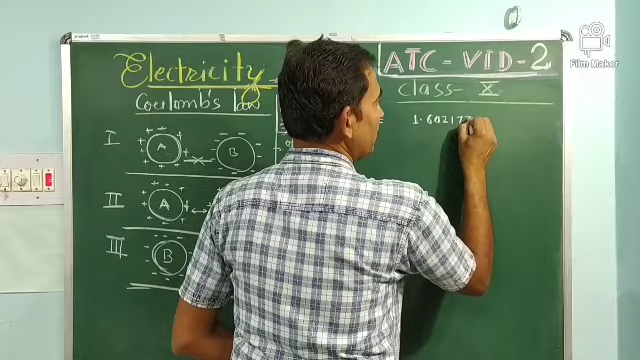 ATC - VID - 2
Electricity
class - X
Coulomb's law
1.602177
I
A
B
II
A
III
B
Film Maker